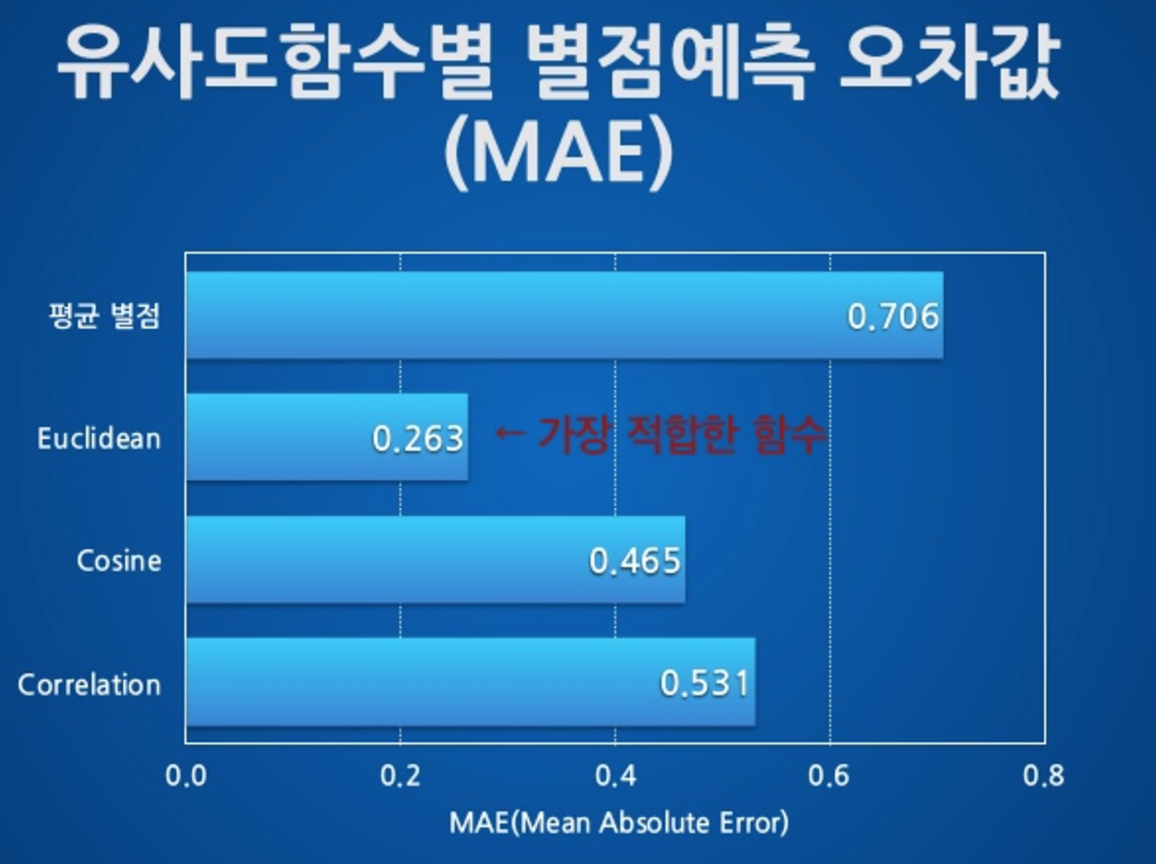 유사도함수별 별점예측 오차값
(MAE)
평균 별점
0.706
Euclidean
0.263
← 가장 적합한 함수
Cosine
0.465
Correlation
0.531
0.0 0.2 0.4 0.6 0.8
MAE(Mean Absolute Error)